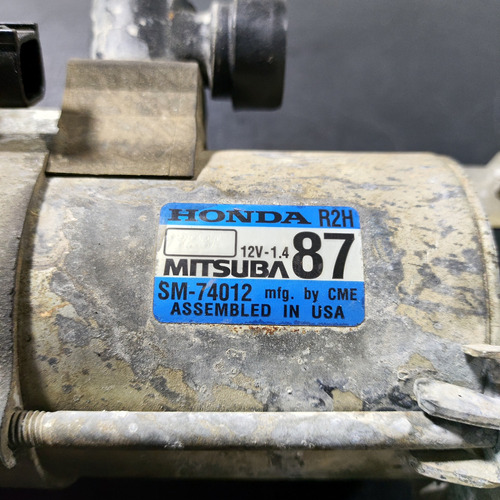 HONDA R2H
12V-1.4 87
MITSUBA
SM-74012 mfg. by CME
ASSEMBLED IN USA